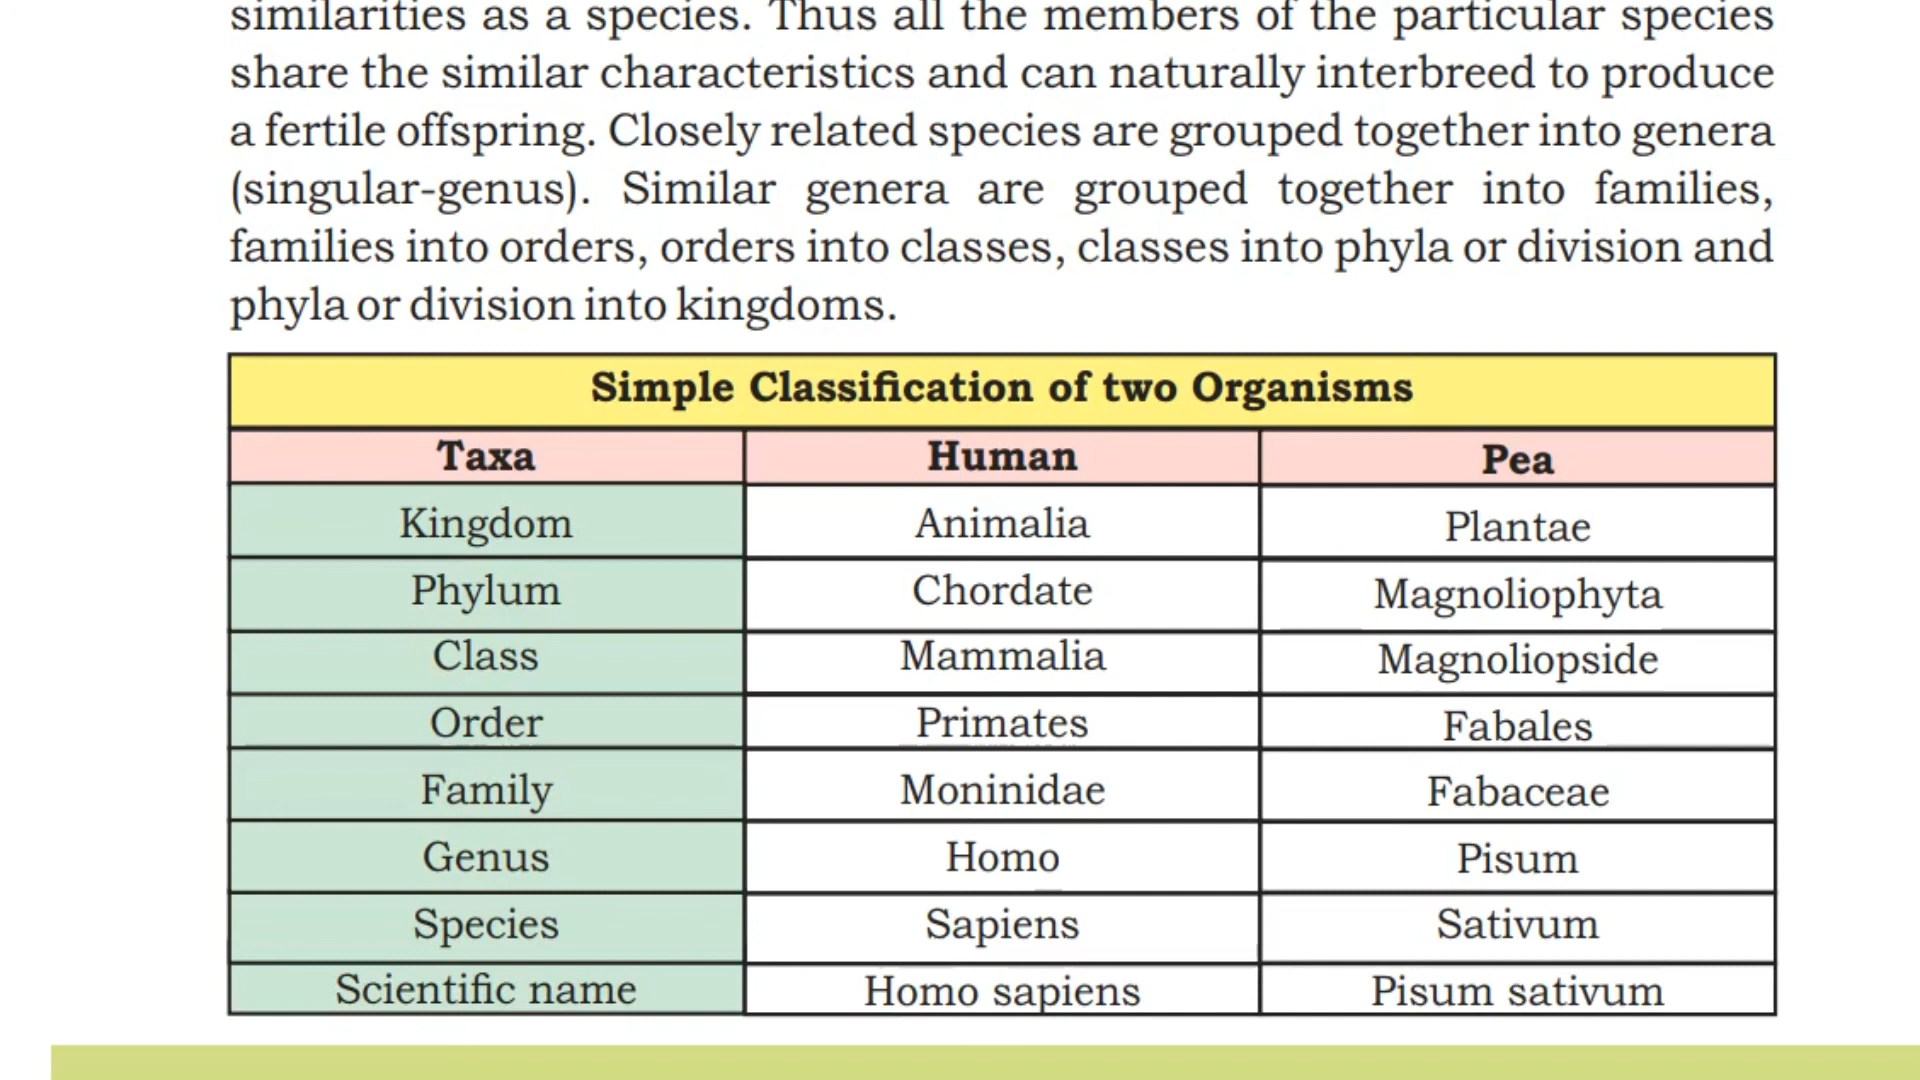 similarities as a species. Thus all the members of the particular species
share the similar characteristics and can naturally interbreed to produce
a fertile offspring. Closely related species are grouped together into genera
(singular-genus). Similar genera are grouped together into families,
families into orders, orders into classes, classes into phyla or division and
phyla or division into kingdoms.
Simple Classification of two Organisms
Taxa Human Pea
Kingdom Animalia Plantae
Phylum Chordate Magnoliophyta
Class Mammalia Magnoliopside
Order Primates Fabales
Family Moninidae Fabaceae
Genus Homo Pisum
Species Sapiens Sativum
Scientific name Homo sapiens Pisum sativum